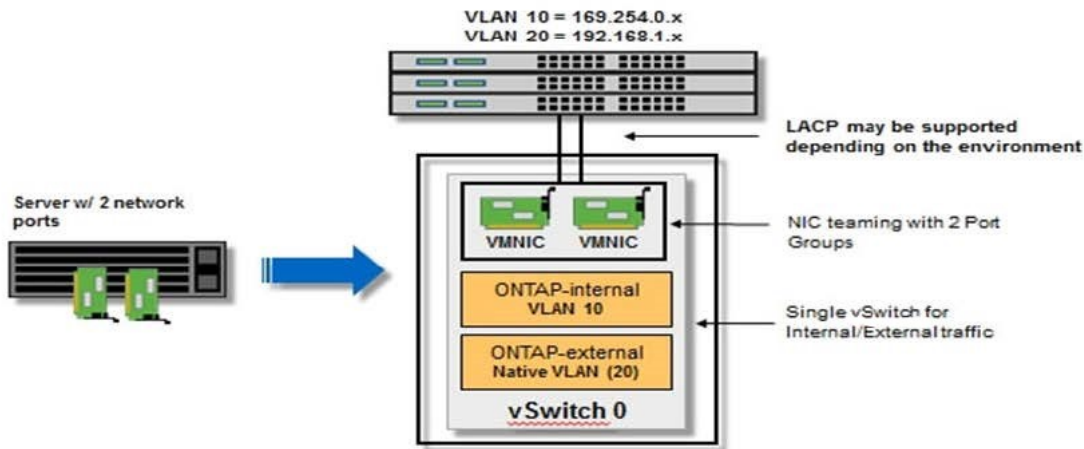 VLAN 10 = 169.254.0.x
VLAN 20 = 192.168.1.x
LACP may be supported
depending on the environment
Server w/ 2 network
ports
VMNIC
VMNIC
NIC teaming with 2 Port
Groups
ONTAP-internal
VLAN 10
Single vSwitch for
Internal/External traffic
ONTAP-external
Native VLAN (20)
vSwitch 0